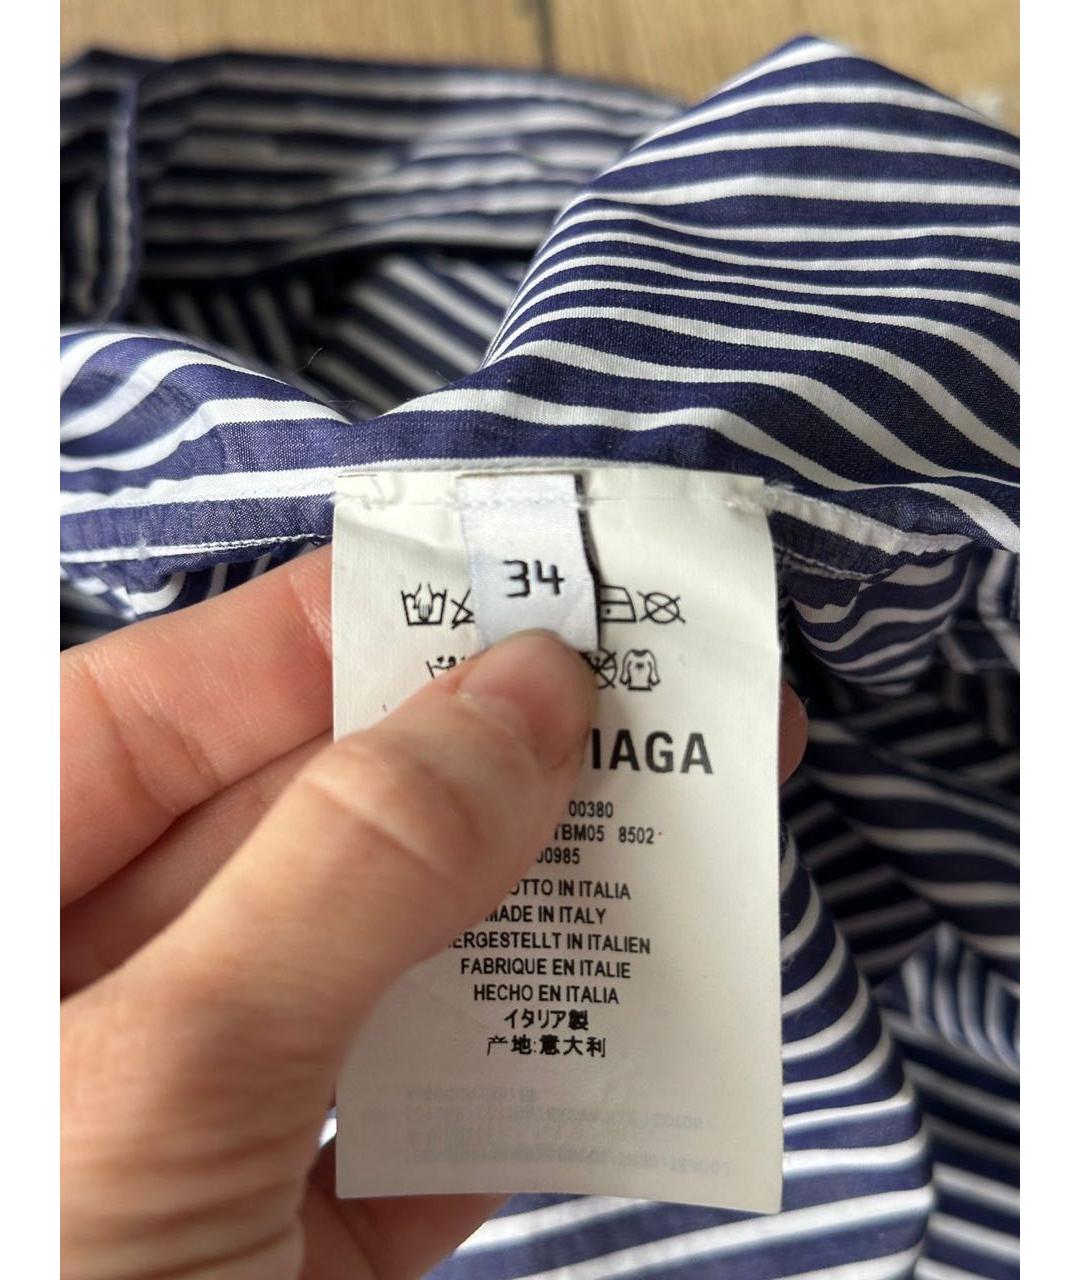 34
IAGA
00380
TBM05 8502
00985
OTTO IN ITALIA
MADE IN ITALY
ERGESTELLT IN ITALIEN
FABRIQUE EN ITALIE
HECHO EN ITALIA
イタリア製
产地:意大利